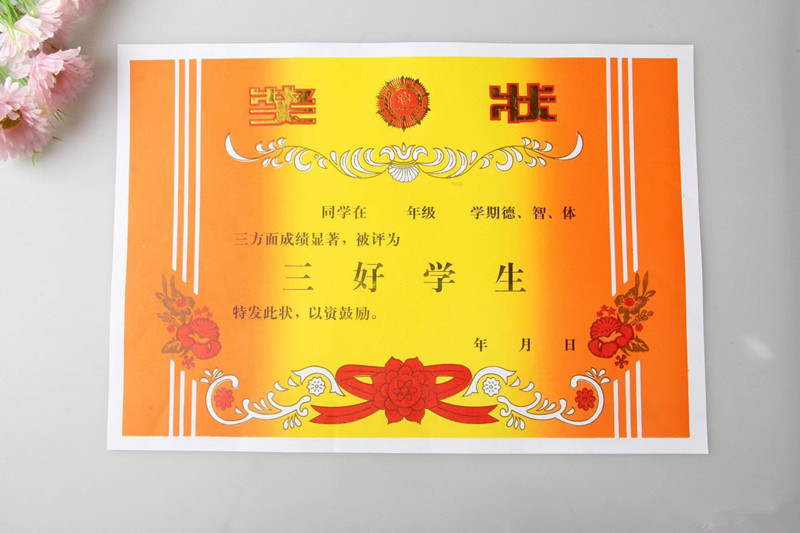 奖 状
同学在 年级 学期德、智、体
三方面成绩显著，被评为
三好学生
特发此状，以资鼓励。
年 月 日